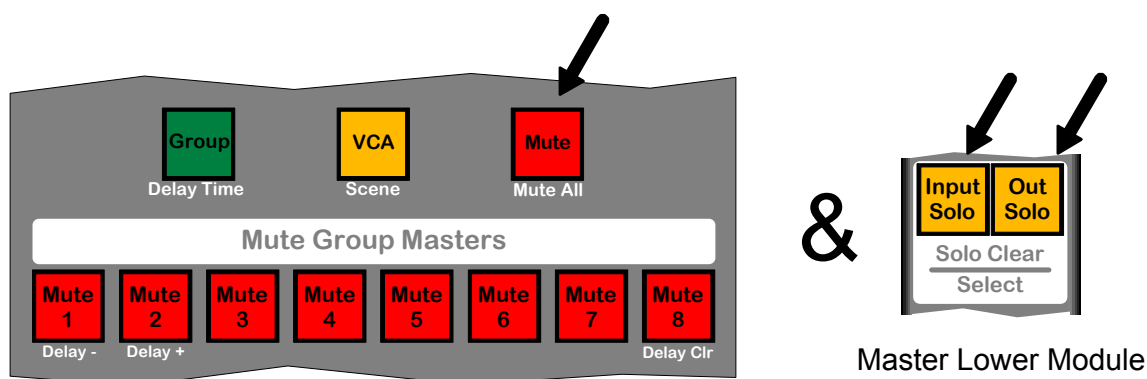 Group
Delay Time
VCA
Scene
Mute
Mute All
Mute Group Masters
Mute
1
Delay -
Mute
2
Delay +
Mute
3
Mute
4
Mute
5
Mute
6
Mute
7
Mute
8
Delay Clr
&
Input
Solo
Out
Solo
Solo Clear
Select
Master Lower Module